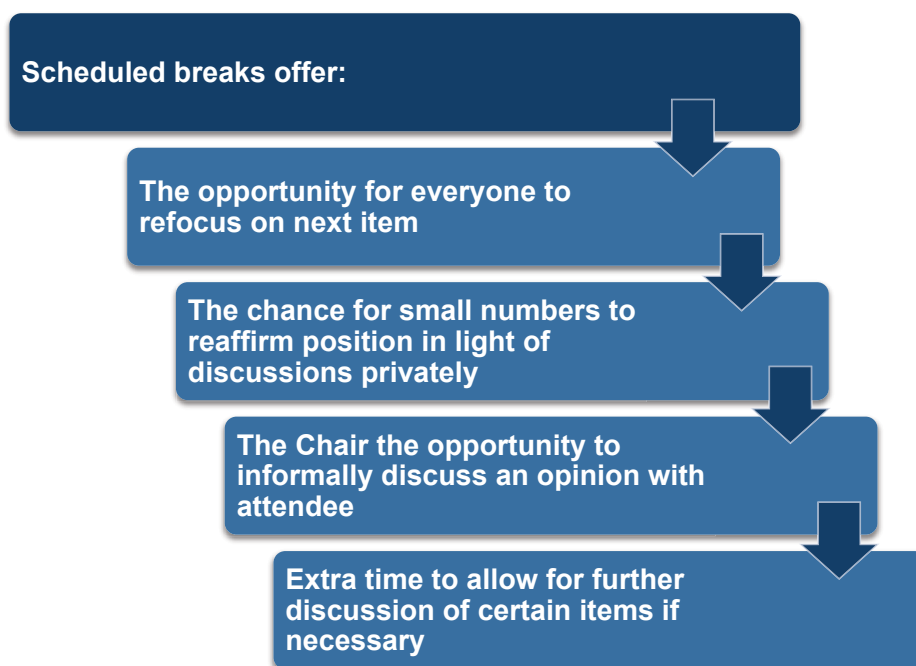 Scheduled breaks offer:
The opportunity for everyone to
refocus on next item
The chance for small numbers to
reaffirm position in light of
discussions privately
The Chair the opportunity to
informally discuss an opinion with
attendee
Extra time to allow for further
discussion of certain items if
necessary